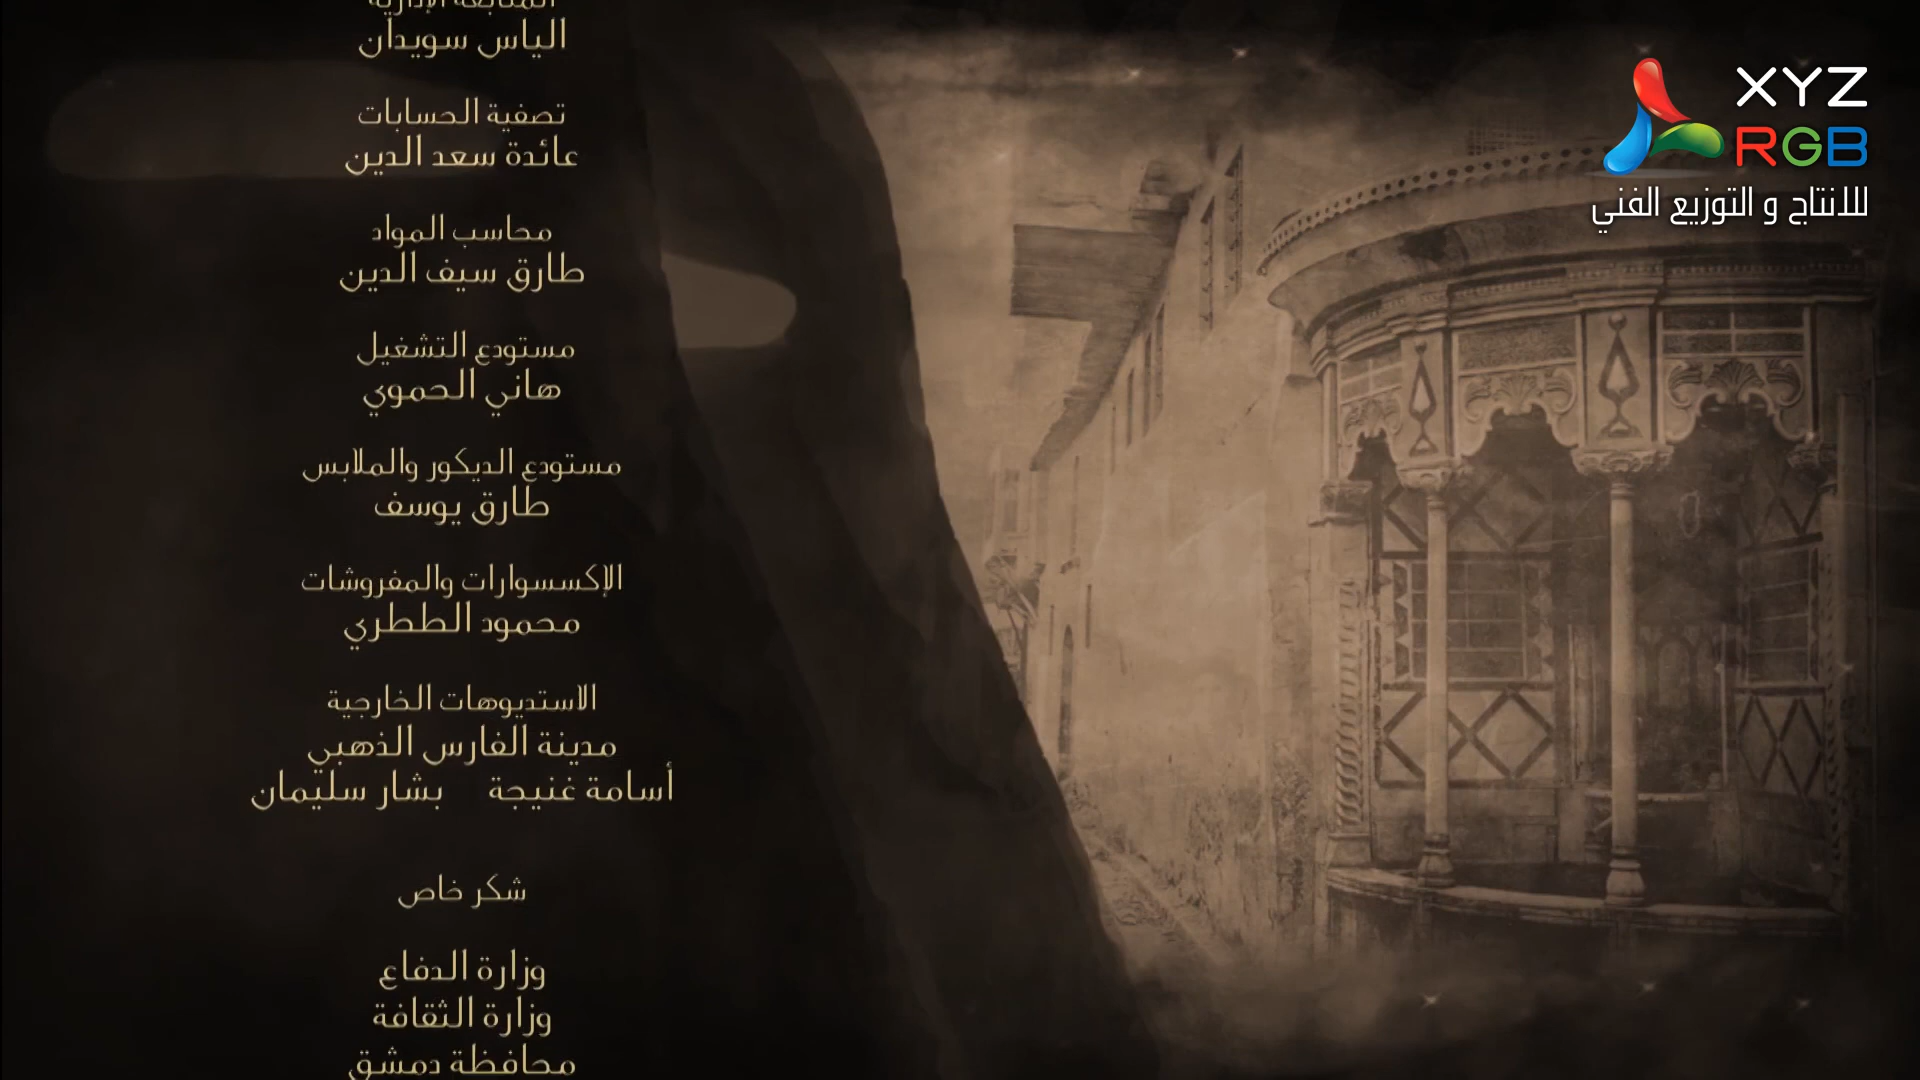 المتابعة الإدارية
الياس سويدان
تصفية الحسابات
عائدة سعد الدين
محاسب المواد
طارق سيف الدين
مستودع التشغيل
هاني الحموي
مستودع الديكور والملابس
طارق يوسف
الإكسسوارات والمفروشات
محمود الططري
الاستديوهات الخارجية
مدينة الفارس الذهبي
أسامة غنيجة بشار سليمان
شكر خاص
وزارة الدفاع
وزارة الثقافة
محافظة دمشق
XYZ
RGB
للانتاج و التوزيع الفني